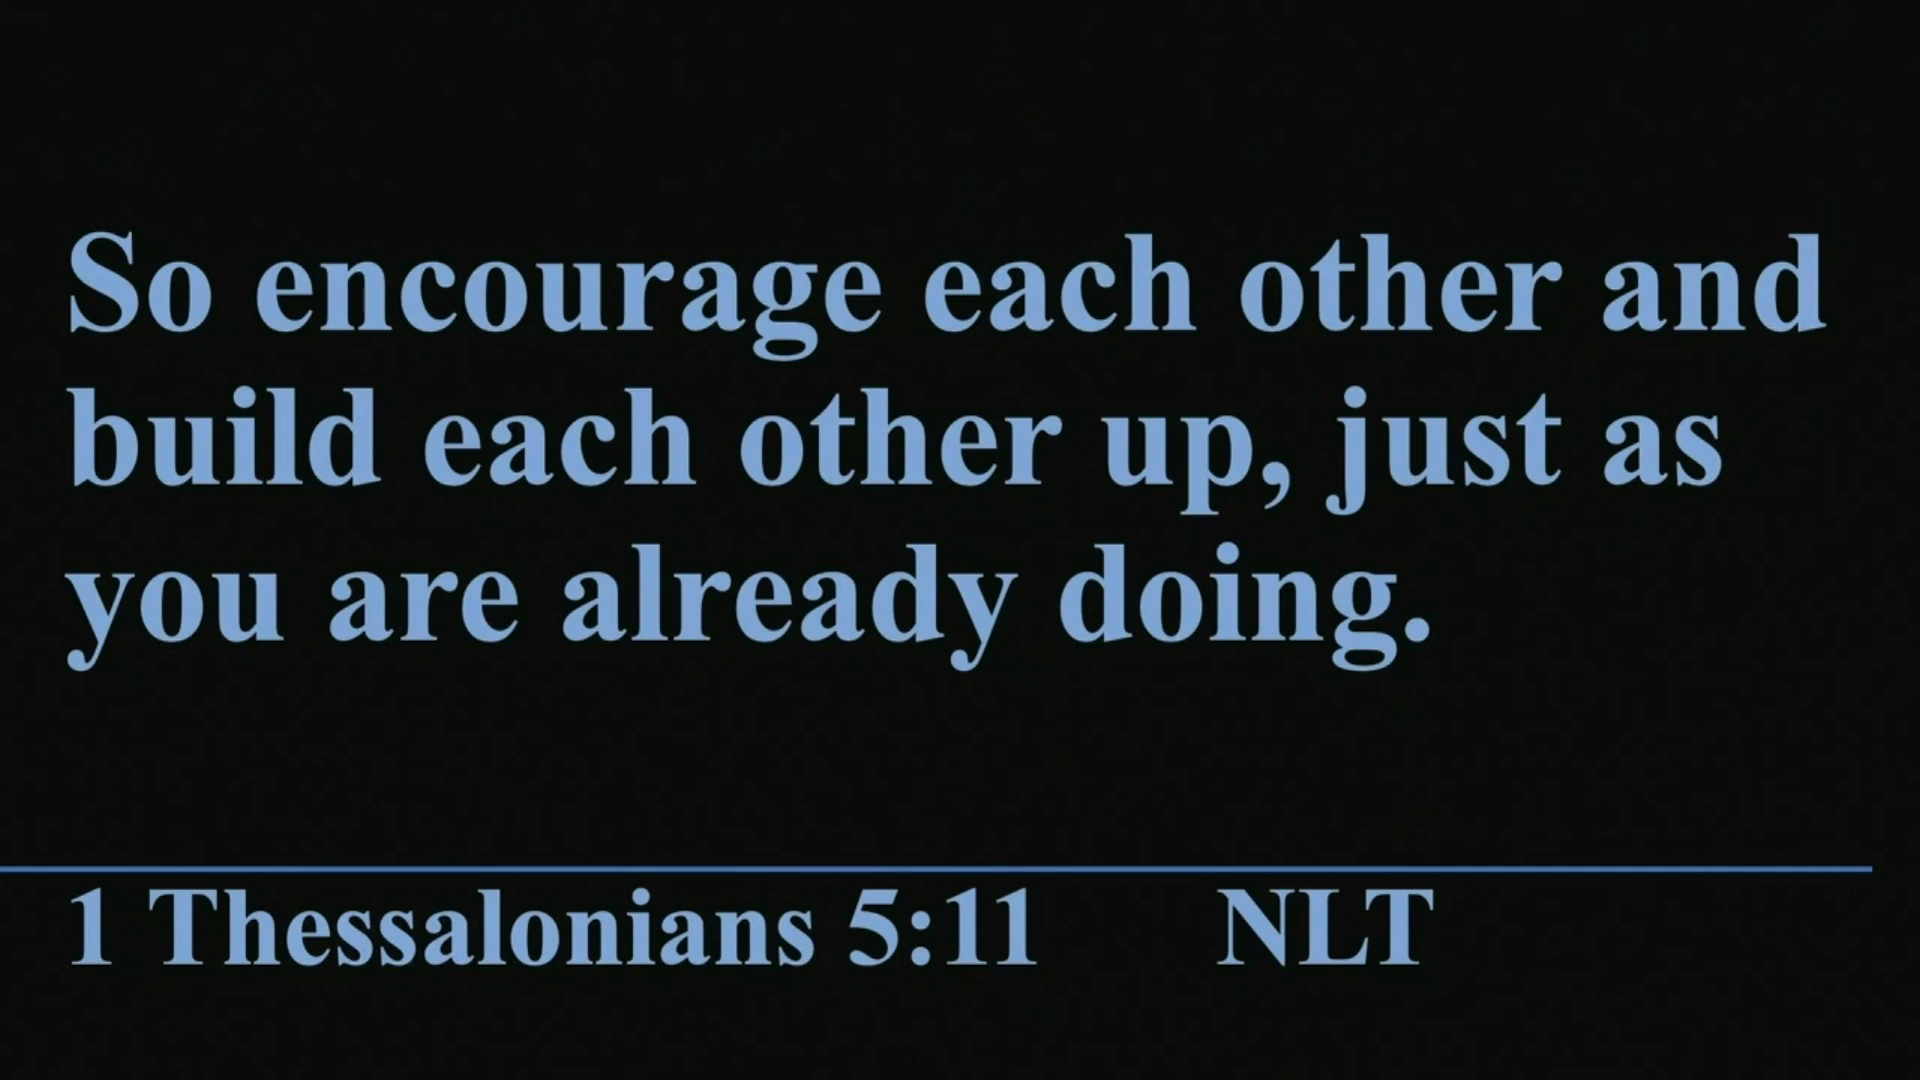 So encourage each other and
build each other up, just as
you are already doing.
1 Thessalonians 5:11 NLT